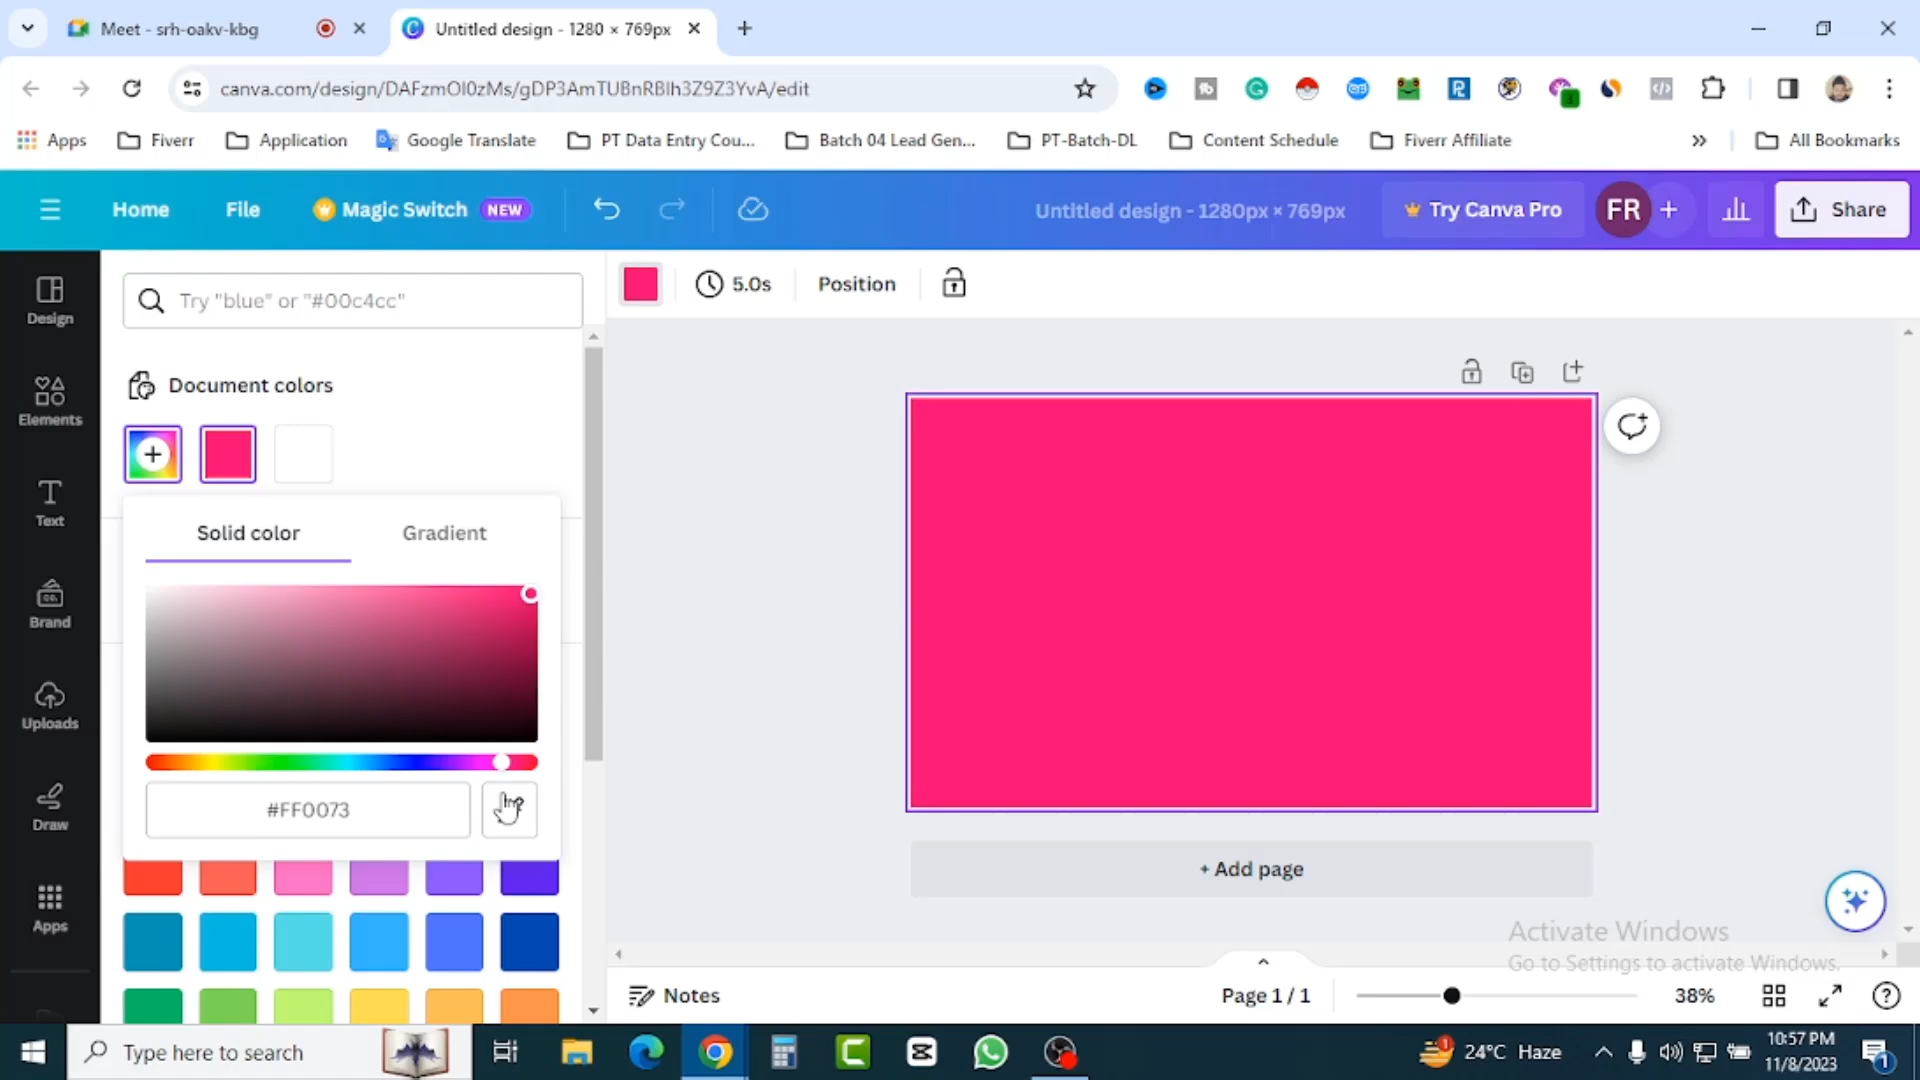 Meet - srh-oakv-kbg
Untitled design - 1280 × 769px
canva.com/design/DAFzmOl0zMs/gDP3AmTUBnRBlh3Z9Z3YvA/edit
Apps
Fiverr
Application
Google Translate
PT Data Entry Cou...
Batch 04 Lead Gen...
PT-Batch-DL
Content Schedule
Fiverr Affiliate
»
All Bookmarks
Home
File
Magic Switch
NEW
Untitled design - 1280px × 769px
Try Canva Pro
FR
Share
Design
Elements
Text
Brand
Uploads
Draw
Apps
Try "blue" or "#00c4cc"
Document colors
Solid color
Gradient
#FF0073
5.0s
Position
+ Add page
Activate Windows
Go to Settings to activate Windows.
Notes
Page 1 / 1
38%
Type here to search
24°C Haze
10:57 PM
11/8/2023